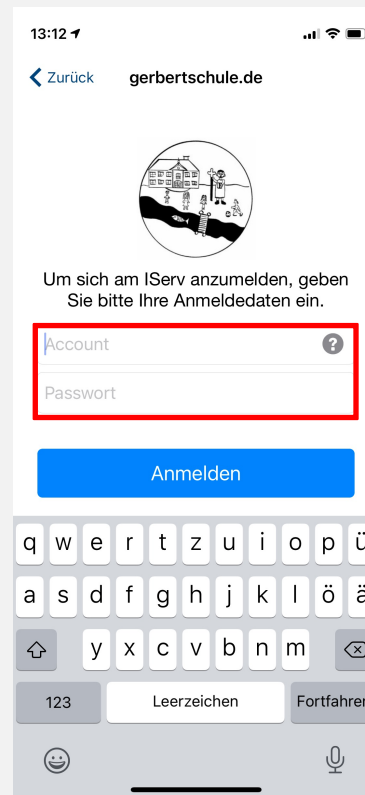 13:12
Zurück gerbertschule.de
Um sich am IServ anzumelden, geben
Sie bitte Ihre Anmeldedaten ein.
Account ?
Passwort
Anmelden
q w e r t z u i o p ü
a s d f g h j k l ö ä
y x c v b n m
123 Leerzeichen Fortfahren